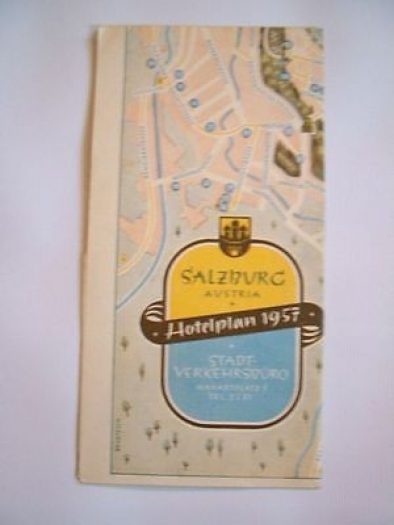 SALZBURG
AUSTRIA
Hotelplan 1957
STADT-
VERKEHRSBÜRO